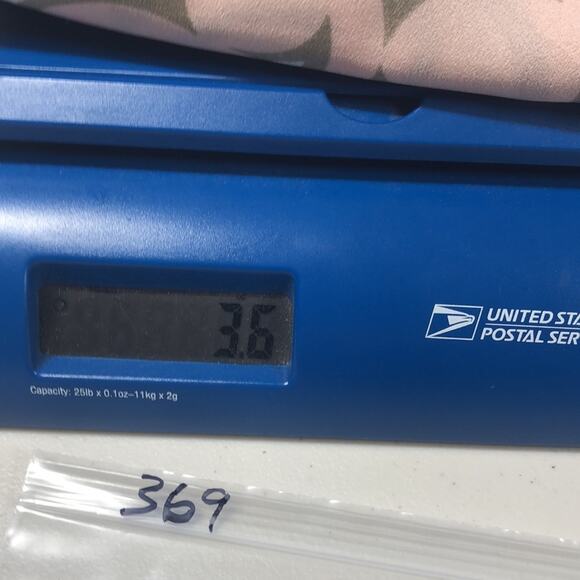 3.6
UNITED STA
POSTAL SER
Capacity: 25lb x 0.1oz–11kg x 2g
369